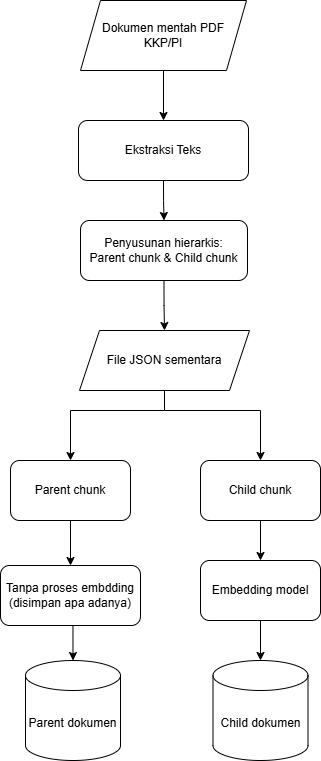 Dokumen mentah PDF
KKP/PI
Ekstraksi Teks
Penyusunan hierarkis:
Parent chunk & Child chunk
File JSON sementara
Parent chunk
Child chunk
Tanpa proses embdding
(disimpan apa adanya)
Embedding model
Parent dokumen
Child dokumen